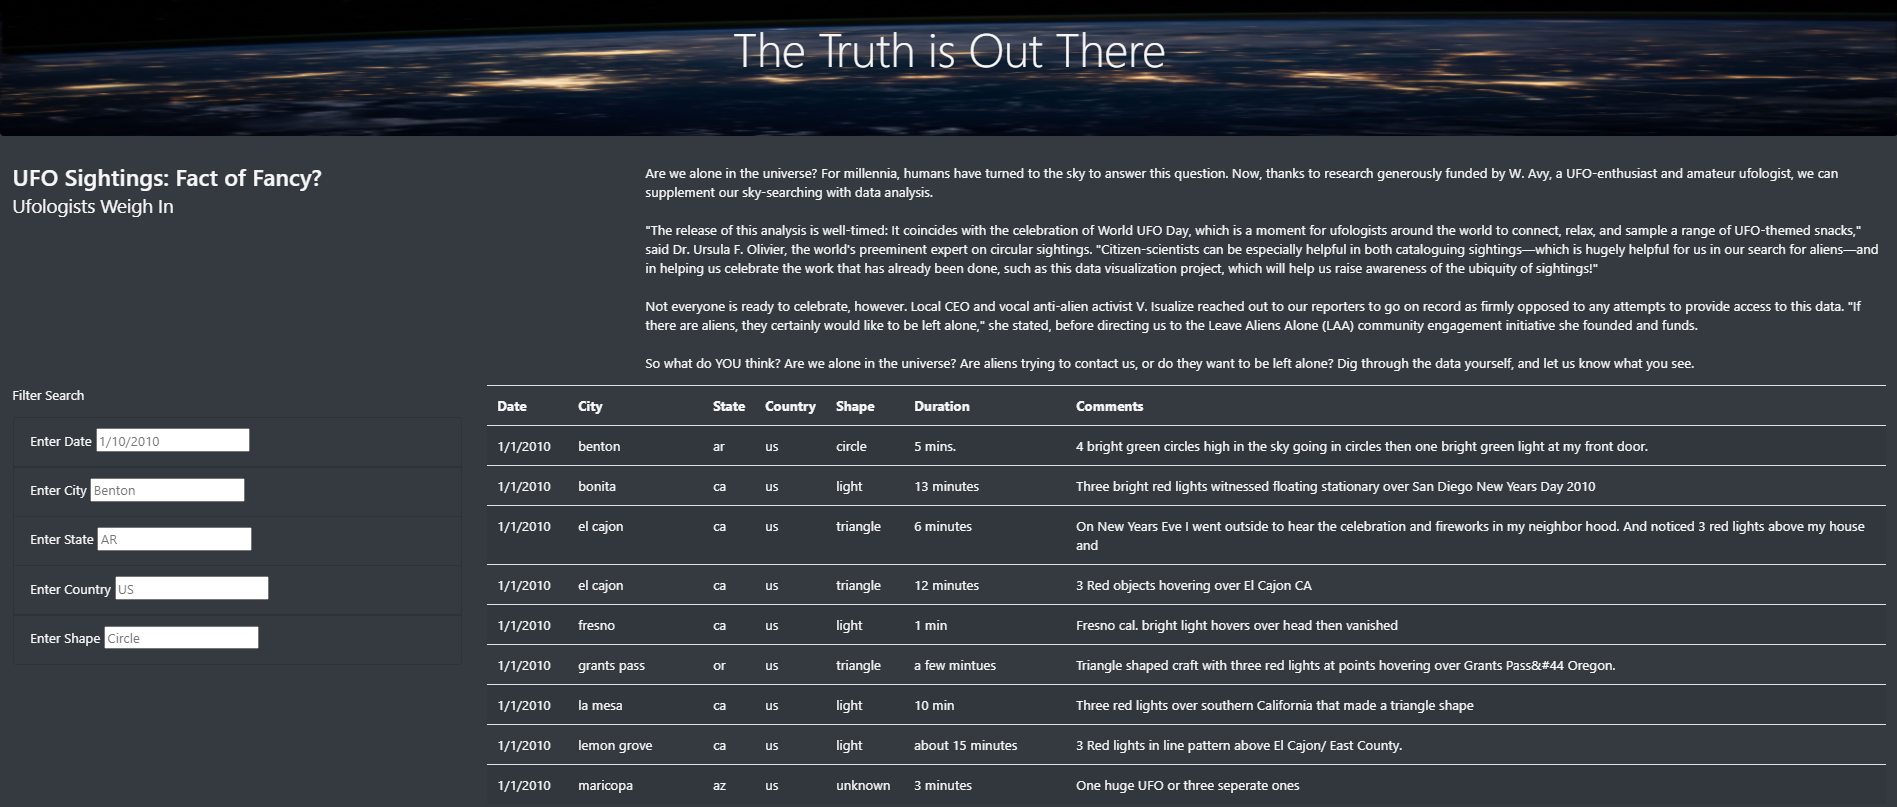 The Truth is Out There
UFO Sightings: Fact of Fancy?
Ufologists Weigh In
Are we alone in the universe? For millennia, humans have turned to the sky to answer this question. Now, thanks to research generously funded by W. Avy, a UFO-enthusiast and amateur ufologist, we can
supplement our sky-searching with data analysis.
"The release of this analysis is well-timed: It coincides with the celebration of World UFO Day, which is a moment for ufologists around the world to connect, relax, and sample a range of UFO-themed snacks,"
said Dr. Ursula F. Olivier, the world's preeminent expert on circular sightings. "Citizen-scientists can be especially helpful in both cataloguing sightings—which is hugely helpful for us in our search for aliens—and
in helping us celebrate the work that has already been done, such as this data visualization project, which will help us raise awareness of the ubiquity of sightings!"
Not everyone is ready to celebrate, however. Local CEO and vocal anti-alien activist V. Isualize reached out to our reporters to go on record as firmly opposed to any attempts to provide access to this data. "If
there are aliens, they certainly would like to be left alone," she stated, before directing us to the Leave Aliens Alone (LAA) community engagement initiative she founded and funds.
So what do YOU think? Are we alone in the universe? Are aliens trying to contact us, or do they want to be left alone? Dig through the data yourself, and let us know what you see.
Filter Search
Enter Date 1/10/2010
Enter City Benton
Enter State AR
Enter Country US
Enter Shape Circle
Date City State Country Shape Duration Comments
1/1/2010 benton ar us circle 5 mins. 4 bright green circles high in the sky going in circles then one bright green light at my front door.
1/1/2010 bonita ca us light 13 minutes Three bright red lights witnessed floating stationary over San Diego New Years Day 2010
1/1/2010 el cajon ca us triangle 6 minutes On New Years Eve I went outside to hear the celebration and fireworks in my neighbor hood. And noticed 3 red lights above my house
and
1/1/2010 el cajon ca us triangle 12 minutes 3 Red objects hovering over El Cajon CA
1/1/2010 fresno ca us light 1 min Fresno cal. bright light hovers over head then vanished
1/1/2010 grants pass or us triangle a few mintues Triangle shaped craft with three red lights at points hovering over Grants Pass&#44 Oregon.
1/1/2010 la mesa ca us light 10 min Three red lights over southern California that made a triangle shape
1/1/2010 lemon grove ca us light about 15 minutes 3 Red lights in line pattern above El Cajon/ East County.
1/1/2010 maricopa az us unknown 3 minutes One huge UFO or three seperate ones